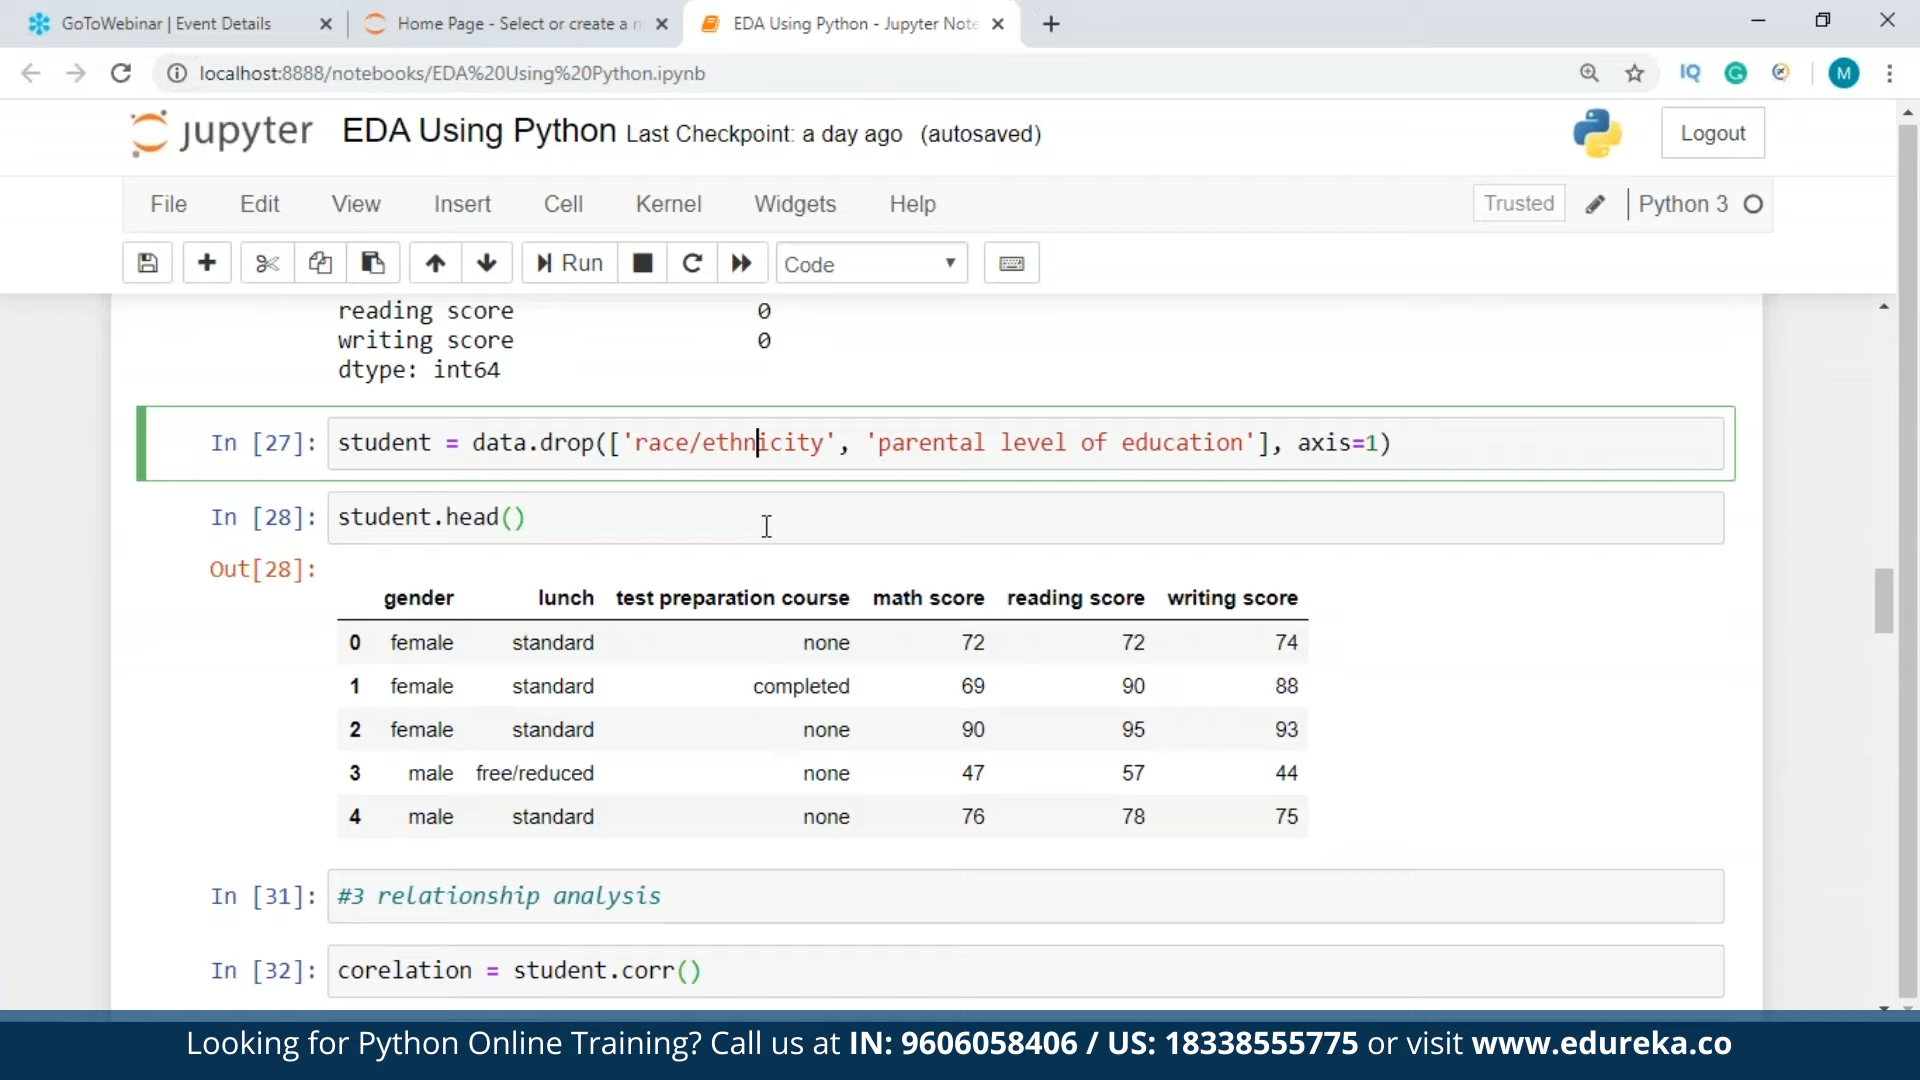 GoToWebinar | Event Details
Home Page - Select or create a n
EDA Using Python - Jupyter Note
localhost:8888/notebooks/EDA%20Using%20Python.ipynb
IQ
G
M
jupyter EDA Using Python Last Checkpoint: a day ago (autosaved)
Logout
File Edit View Insert Cell Kernel Widgets Help
Trusted
Python 3
Run
Code
reading score 0
writing score 0
dtype: int64
In [27]: student = data.drop(['race/ethnicity', 'parental level of education'], axis=1)
In [28]: student.head()
Out[28]:
gender lunch test preparation course math score reading score writing score
0 female standard none 72 72 74
1 female standard completed 69 90 88
2 female standard none 90 95 93
3 male free/reduced none 47 57 44
4 male standard none 76 78 75
In [31]: #3 relationship analysis
In [32]: corelation = student.corr()
Looking for Python Online Training? Call us at IN: 9606058406 / US: 18338555775 or visit www.edureka.co